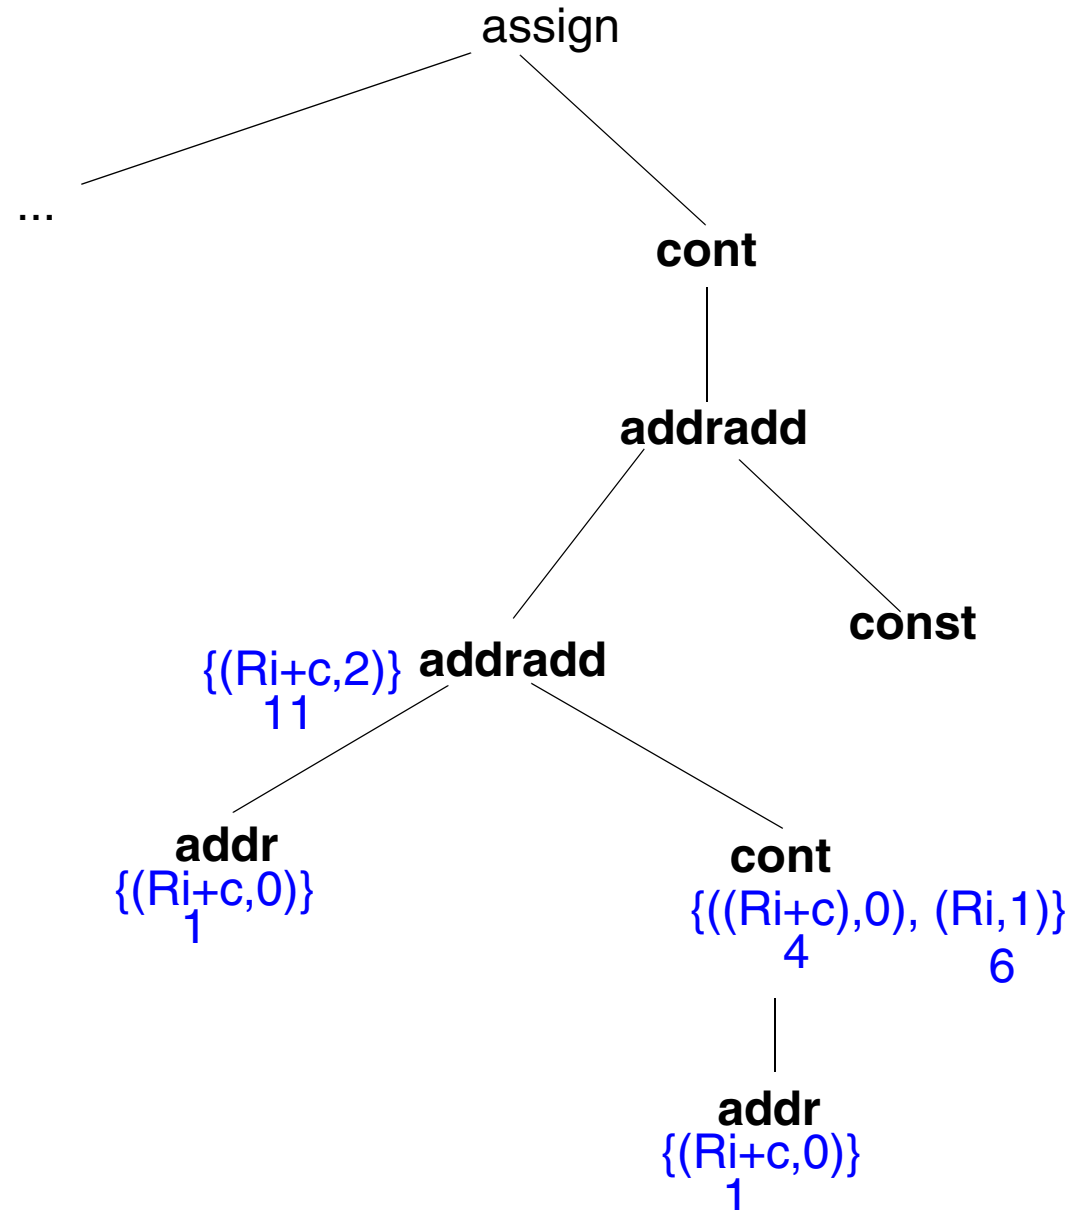 assign
...
cont
addradd
const
{(Ri+c,2)} addradd
11
addr
{(Ri+c,0)}
1
cont
{((Ri+c),0), (Ri,1)}
4 6
addr
{(Ri+c,0)}
1